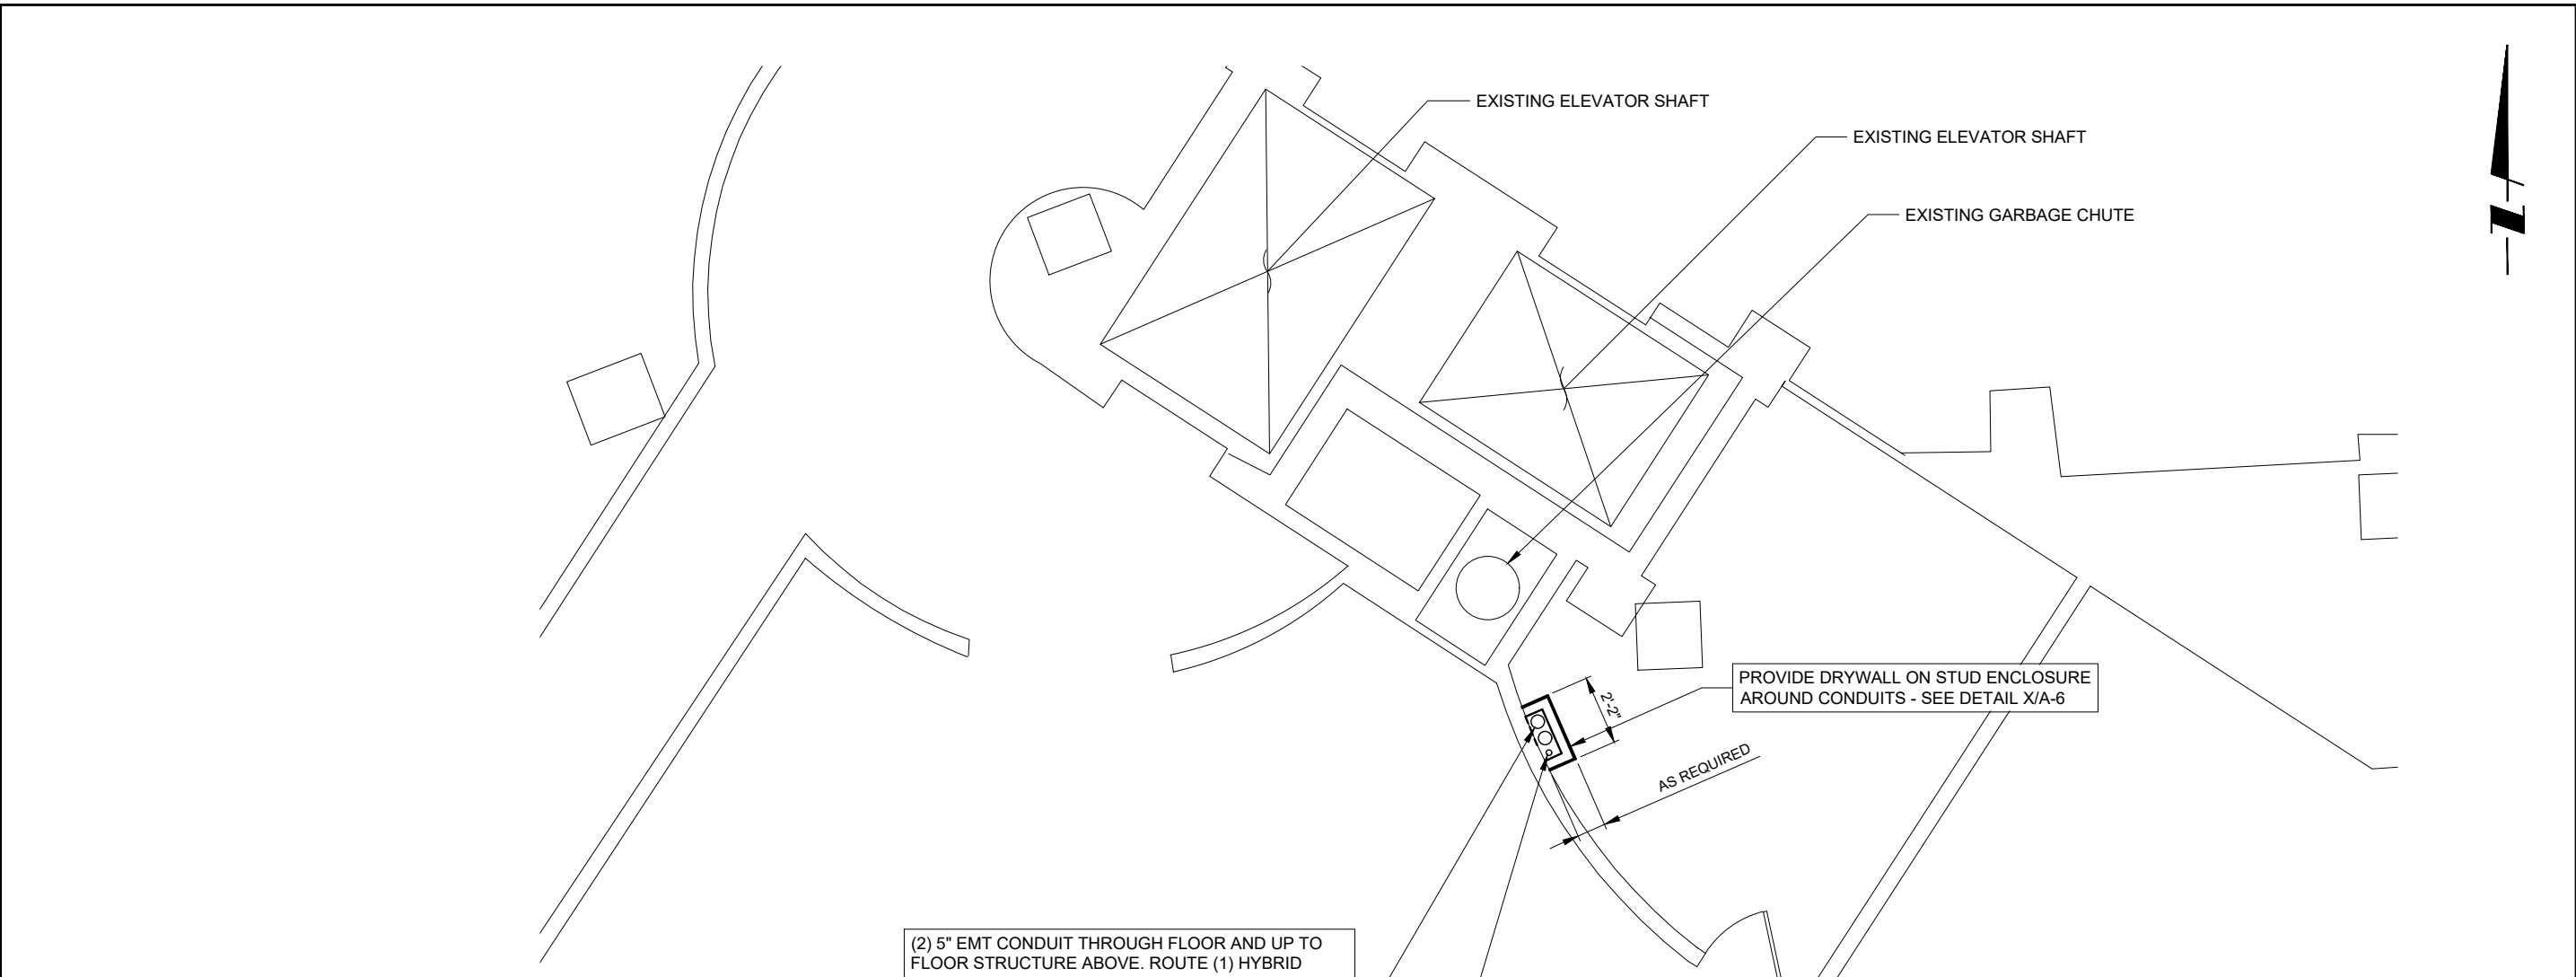 EXISTING ELEVATOR SHAFT
EXISTING ELEVATOR SHAFT
EXISTING GARBAGE CHUTE
N
PROVIDE DRYWALL ON STUD ENCLOSURE
AROUND CONDUITS - SEE DETAIL X/A-6
2'-2"
AS REQUIRED
(2) 5" EMT CONDUIT THROUGH FLOOR AND UP TO
FLOOR STRUCTURE ABOVE. ROUTE (1) HYBRID